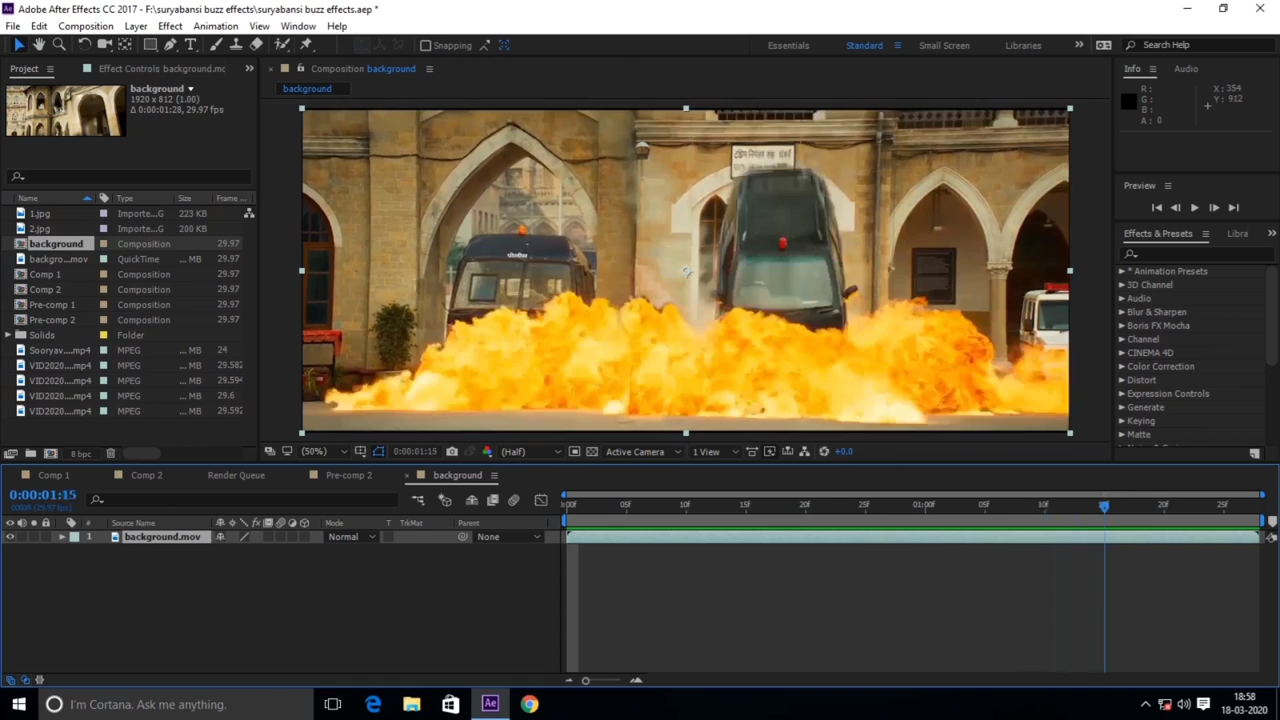 Adobe After Effects CC 2017 - F:\suryabansi buzz effects\suryabansi buzz effects.aep *
File Edit Composition Layer Effect Animation View Window Help
Snapping
Essentials Standard Small Screen Libraries Search Help
Project Effect Controls background.mc
Composition background
Info Audio
background
background
1920 x 812 (1.00)
Δ 0:00:01:28, 29.97 fps
R: X: 354
G: Y: 912
B:
A: 0
Preview
Name Type Size Frame ...
1.jpg Importe...G 223 KB
2.jpg Importe...G 200 KB
background Composition 29.97
backgro...mov QuickTime 29.97
Comp 1 Composition 29.97
Comp 2 Composition 29.97
Pre-comp 1 Composition 29.97
Pre-comp 2 Composition 29.97
Solids Folder
Sooryav....mp4 MPEG ... MB 24
VID2020....mp4 MPEG ... MB 29.582
VID2020....mp4 MPEG ... MB 29.594
VID2020....mp4 MPEG ... MB 29.6
VID2020....mp4 MPEG ... MB 29.592
8 bpc
Effects & Presets Libra
* Animation Presets
3D Channel
Audio
Blur & Sharpen
Boris FX Mocha
Channel
CINEMA 4D
Color Correction
Distort
Expression Controls
Generate
Keying
Matte
(50%) 0:00:01:15 (Half) Active Camera 1 View +0.0
Comp 1 Comp 2 Render Queue Pre-comp 2 background
0:00:01:15
00045 (29.97 fps)
:00f 05f 10f 15f 20f 25f 01:00f 05f 10f 20f 25f
# Source Name Mode T TrkMat Parent
1 background.mov Normal None
I'm Cortana. Ask me anything.
18:58
18-03-2020